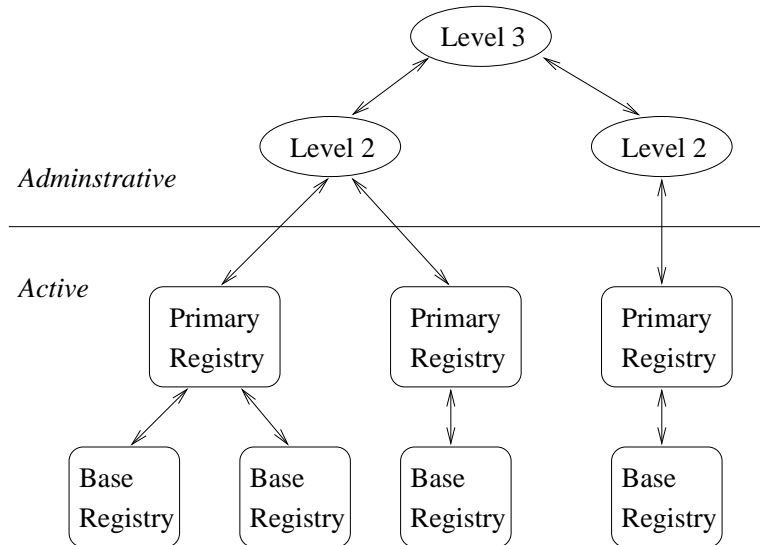 Level 3
Level 2
Level 2
Adminstrative
Active
Primary
Registry
Primary
Registry
Primary
Registry
Base
Registry
Base
Registry
Base
Registry
Base
Registry